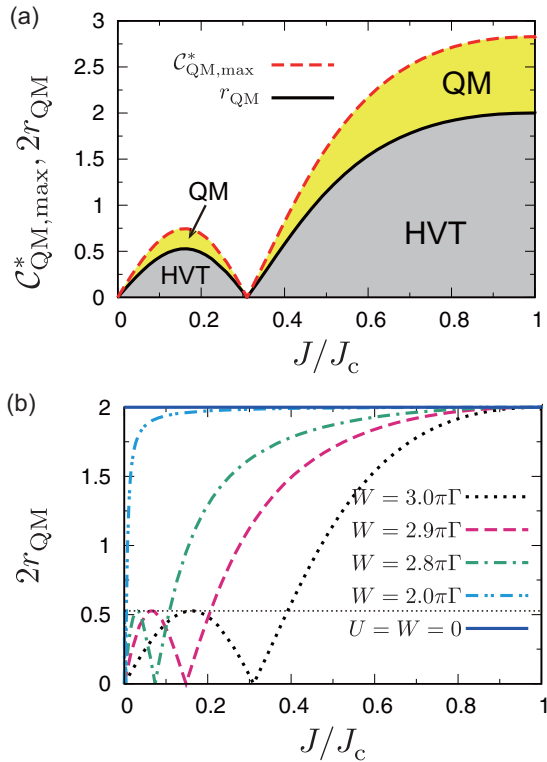 (a)
3
2.5
2
1.5
1
0.5
0
C*QM,max, 2rQM
C*QM,max
rQM
QM
QM
HVT
HVT
0 0.2 0.4 0.6 0.8 1
J/Jc
(b)
2
1.5
1
0.5
0
2rQM
W = 3.0πΓ
W = 2.9πΓ
W = 2.8πΓ
W = 2.0πΓ
U = W = 0
0 0.2 0.4 0.6 0.8 1
J/Jc